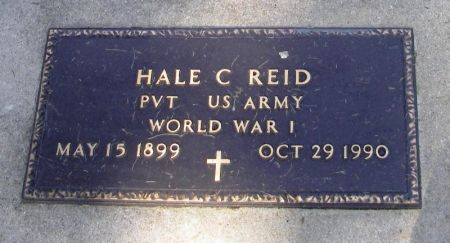 HALE C REID
PVT US ARMY
WORLD WAR I
MAY 15 1899 OCT 29 1990